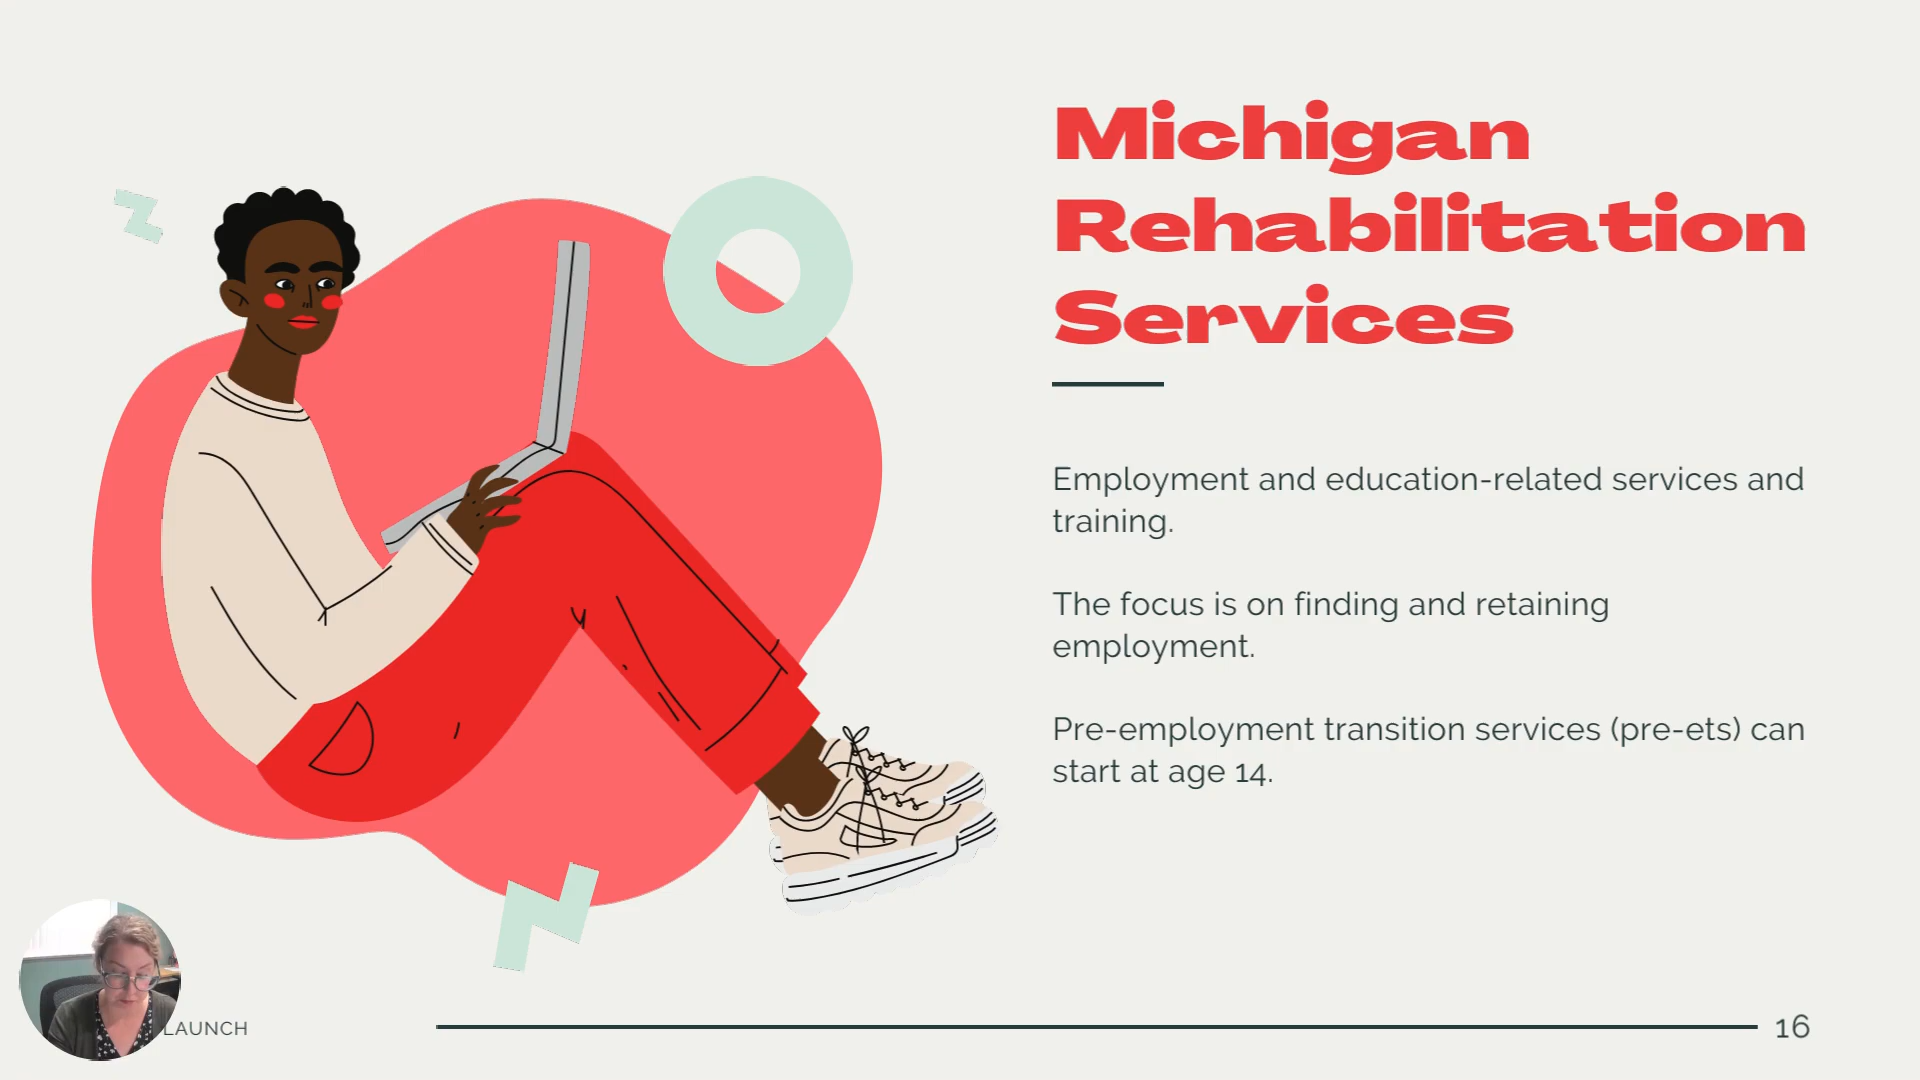 Michigan
Rehabilitation
Services
Employment and education-related services and
training.
The focus is on finding and retaining
employment.
Pre-employment transition services (pre-ets) can
start at age 14.
LAUNCH
16